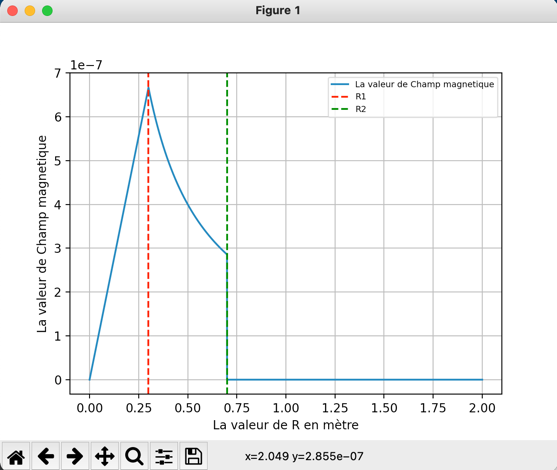 Figure 1
1e−7
7
6
5
4
3
2
1
0
La valeur de Champ magnetique
La valeur de Champ magnetique
R1
R2
0.00 0.25 0.50 0.75 1.00 1.25 1.50 1.75 2.00
La valeur de R en mètre
x=2.049 y=2.855e−07